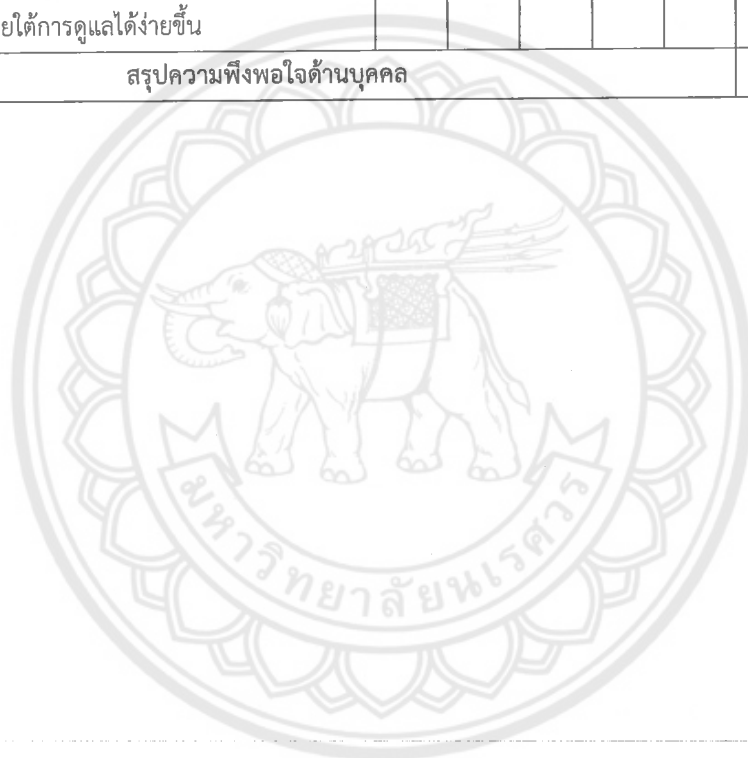 ยใต้การดูแลได้ง่ายขึ้น
สรุปความพึงพอใจด้านบุคคล
มหาวิทยาลัยนเรศวร